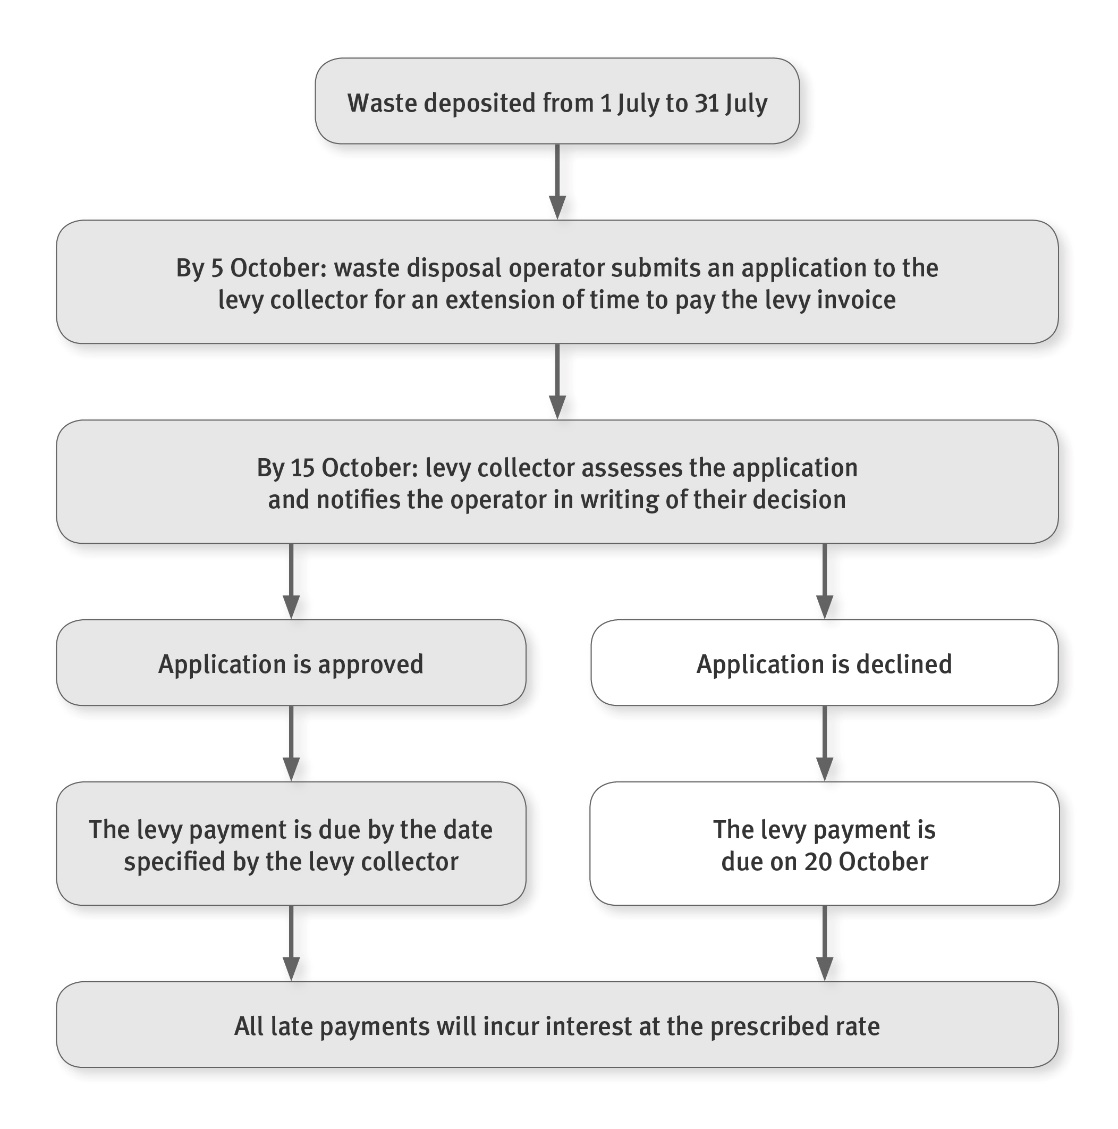 Waste deposited from 1 July to 31 July
By 5 October: waste disposal operator submits an application to the
levy collector for an extension of time to pay the levy invoice
By 15 October: levy collector assesses the application
and notifies the operator in writing of their decision
Application is approved
Application is declined
The levy payment is due by the date
specified by the levy collector
The levy payment is
due on 20 October
All late payments will incur interest at the prescribed rate